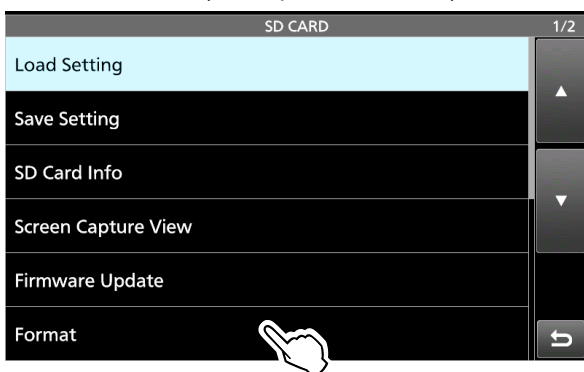 SD CARD 1/2
Load Setting
Save Setting
SD Card Info
Screen Capture View
Firmware Update
Format